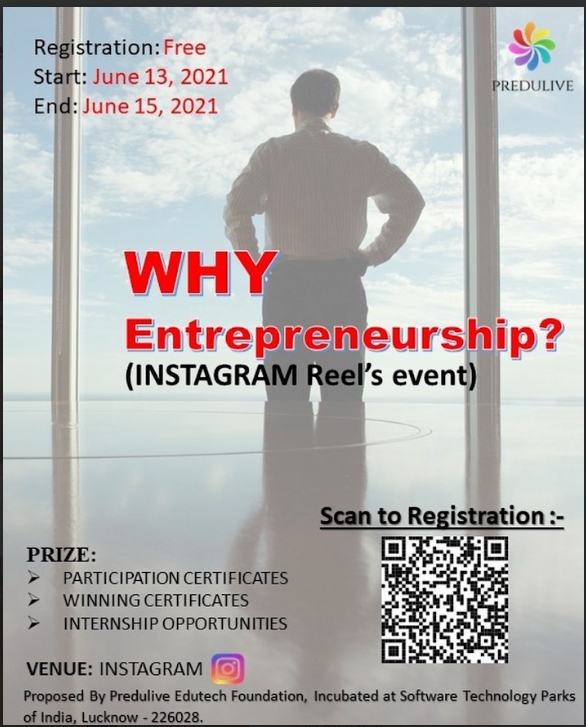 Registration: Free
Start: June 13, 2021
End: June 15, 2021
PREDULIVE
WHY
Entrepreneurship?
(INSTAGRAM Reel's event)
Scan to Registration :-
PRIZE:
➢ PARTICIPATION CERTIFICATES
➢ WINNING CERTIFICATES
➢ INTERNSHIP OPPORTUNITIES
VENUE: INSTAGRAM
Proposed By Predulive Edutech Foundation, Incubated at Software Technology Parks
of India, Lucknow - 226028.